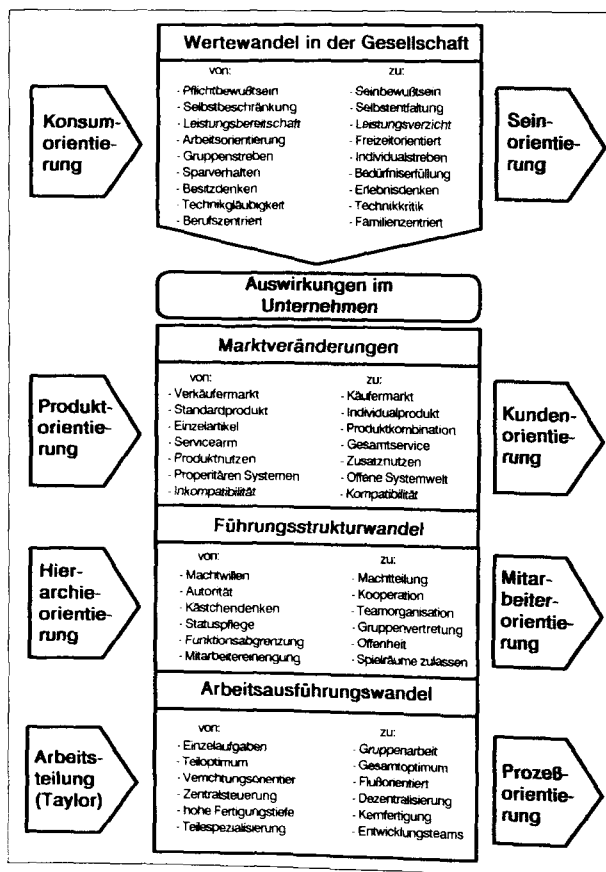 Wertewandel in der Gesellschaft
von: zu:
Konsum-
orientie-
rung
- Pflichtbewußtsein - Seinbewußtsein
- Selbstbeschränkung - Selbstentfaltung
- Leistungsbereitschaft - Leistungsverzicht
- Arbeitsorientierung - Freizeitorientiert
- Gruppenstreben - Individualstreben
- Sparverhalten - Bedürfniserfüllung
- Besitzdenken - Erlebnisdenken
- Technikgläubigkeit - Technikkritik
- Berufszentriert - Familienzentriert
Sein-
orientie-
rung
Auswirkungen im
Unternehmen
Marktveränderungen
von: zu:
Produkt-
orientie-
rung
- Verkäufermarkt - Käufermarkt
- Standardprodukt - Individualprodukt
- Einzelartikel - Produktkombination
- Servicearm - Gesamtservice
- Produktnutzen - Zusatznutzen
- Properitären Systemen - Offene Systemwelt
- Inkompatibilität - Kompatibilität
Kunden-
orientie-
rung
Führungsstrukturwandel
von: zu:
Hier-
archie-
orientie-
rung
- Machtwillen - Machtteilung
- Autorität - Kooperation
- Kästchendenken - Teamorganisation
- Statuspflege - Gruppenvertretung
- Funktionsabgrenzung - Offenheit
- Mitarbeitereinengung - Spielräume zulassen
Mitar-
beiter-
orientie-
rung
Arbeitsausführungswandel
von: zu:
Arbeits-
teilung
(Taylor)
- Einzelaufgaben - Gruppenarbeit
- Teiloptimum - Gesamtoptimum
- Verrichtungsorientier - Flußorientiert
- Zentralsteuerung - Dezentralisierung
- hohe Fertigungstiefe - Kernfertigung
- Teilespezialisierung - Entwicklungsteams
Prozeß-
orientie-
rung